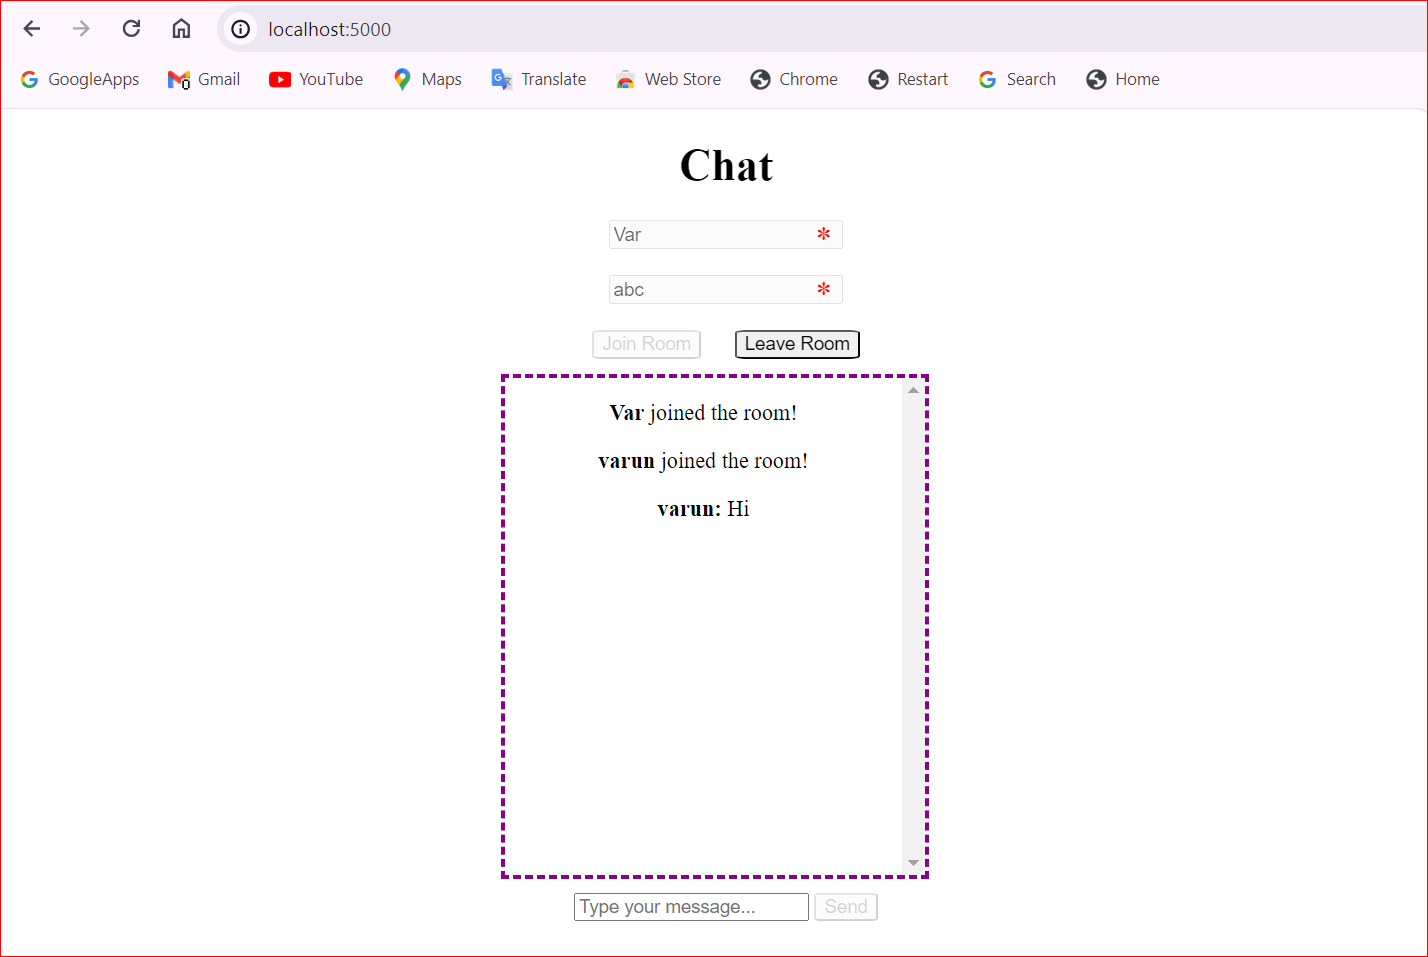 localhost:5000
GoogleApps Gmail YouTube Maps Translate Web Store Chrome Restart Search Home
Chat
Var *
abc *
Join Room Leave Room
Var joined the room!
varun joined the room!
varun: Hi
Type your message... Send